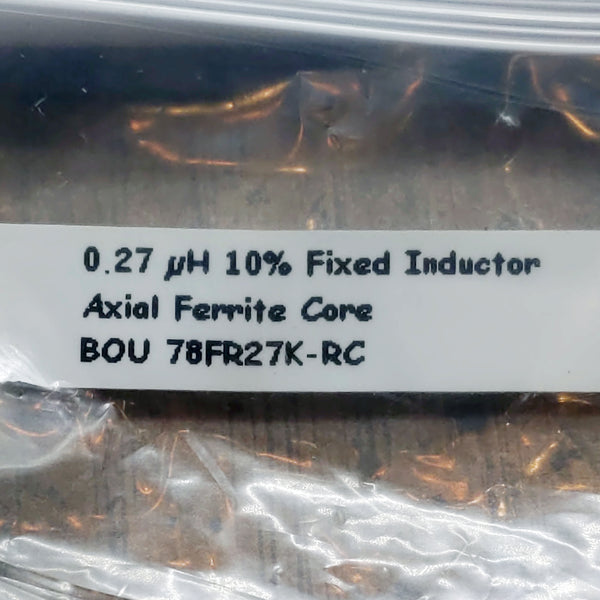 0.27 µH 10% Fixed Inductor
Axial Ferrite Core
BOU 78FR27K-RC